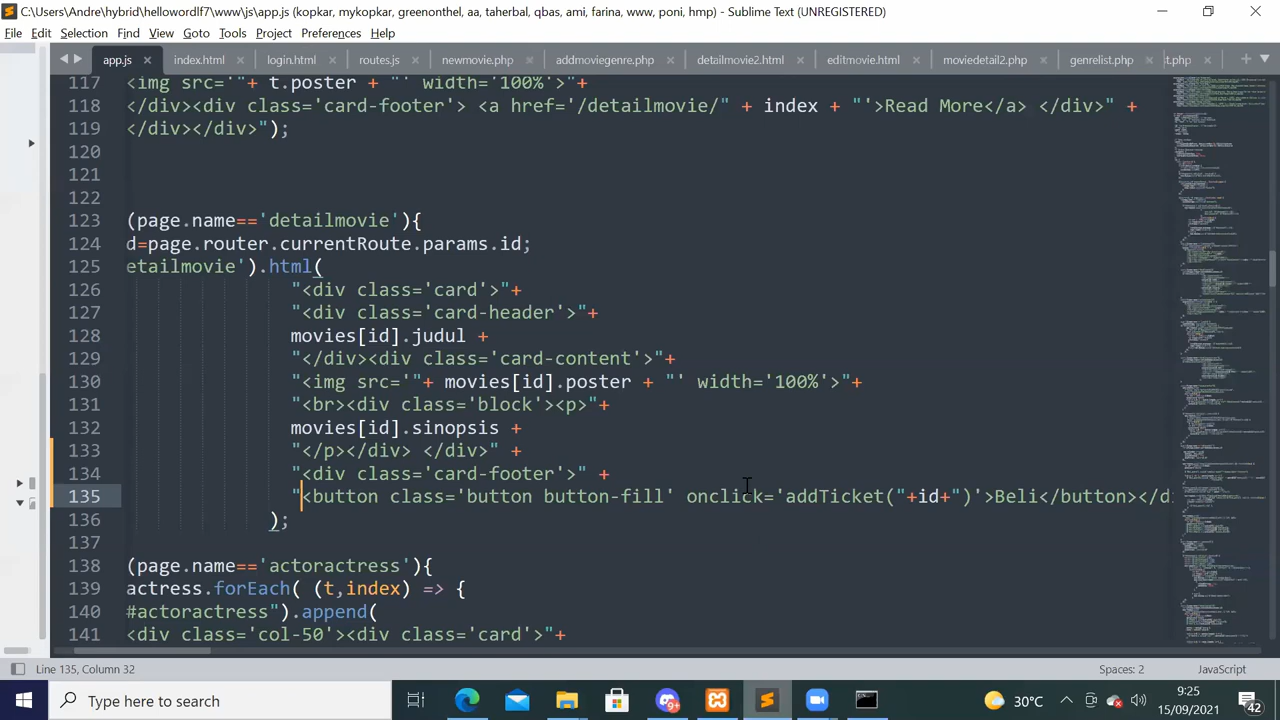 C:\Users\Andre\hybrid\hellowordlf7\www\js\app.js (kopkar, mykopkar, greenotel, aa, taherbal, qbas, ami, farina, www, poni, hmp) - Sublime Text (UNREGISTERED)
File Edit Selection Find View Goto Tools Project Preferences Help
app.js index.html login.html routes.js newmovie.php addmoviegenre.php detailmovie2.html editmovie.html moviedetail2.php genrelist.php t.php
117 <img src='"+ t.poster + "' width='100%'>"+
118 </div><div class='card-footer'> <a href='/detailmovie/" + index + "'>Read More</a> </div>" +
119 </div></div>");
120
121
122
123 (page.name=='detailmovie'){
124 d=page.router.currentRoute.params.id;
125 etailmovie').html(
126 "<div class='card'>"+
127 "<div class='card-header'>"+
128 movies[id].judul +
129 "</div><div class='card-content'>"+
130 "<img src='"+ movies[id].poster + "' width='100%'>"+
131 "<br><div class='block'><p>"+
132 movies[id].sinopsis +
133 "</p></div> </div>" +
134 "<div class='card-footer'>" +
135 "<button class='button button-fill' onclick='addTicket("+id+")'>Beli</button></di
136 );
137
138 (page.name=='actoractress'){
139 actress.forEach( (t,index) => {
140 #actoractress").append(
141 <div class='col-50'><div class='card'>"+
Line 135, Column 32 Spaces: 2 JavaScript
Type here to search 30°C 9:25
15/09/2021 42